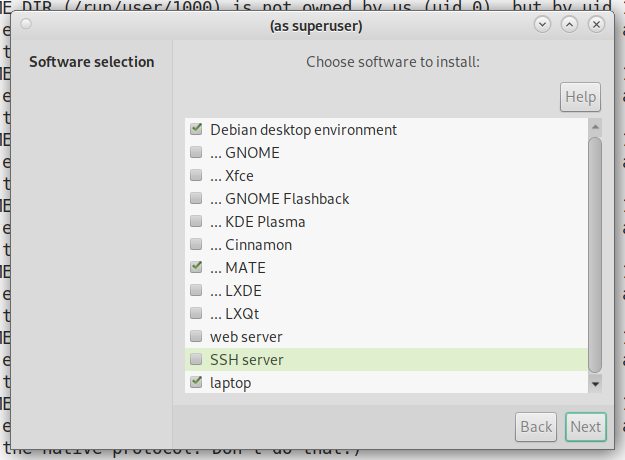 E_DIR (/run/user/1000) is not owned by us (uid 0), but by uid
(as superuser)
Software selection
Choose software to install:
Help
Debian desktop environment
... GNOME
... Xfce
... GNOME Flashback
... KDE Plasma
... Cinnamon
... MATE
... LXDE
... LXQt
web server
SSH server
laptop
Back
Next
the native protocol. Don't do that!)